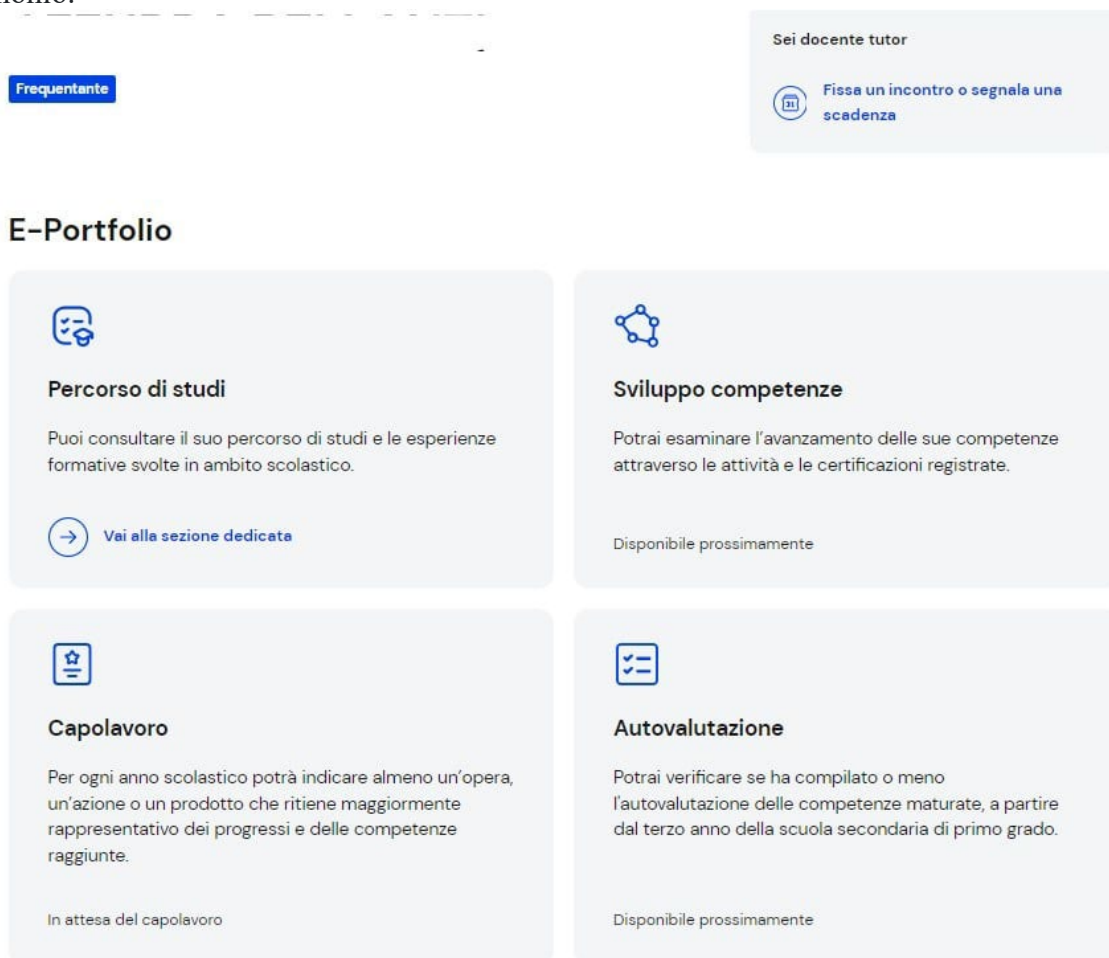 Frequentante
Sei docente tutor
31
Fissa un incontro o segnala una
scadenza
E-Portfolio
Percorso di studi
Puoi consultare il suo percorso di studi e le esperienze
formative svolte in ambito scolastico.
Vai alla sezione dedicata
Sviluppo competenze
Potrai esaminare l'avanzamento delle sue competenze
attraverso le attività e le certificazioni registrate.
Disponibile prossimamente
Capolavoro
Per ogni anno scolastico potrà indicare almeno un'opera,
un'azione o un prodotto che ritiene maggiormente
rappresentativo dei progressi e delle competenze
raggiunte.
In attesa del capolavoro
Autovalutazione
Potrai verificare se ha compilato o meno
l'autovalutazione delle competenze maturate, a partire
dal terzo anno della scuola secondaria di primo grado.
Disponibile prossimamente